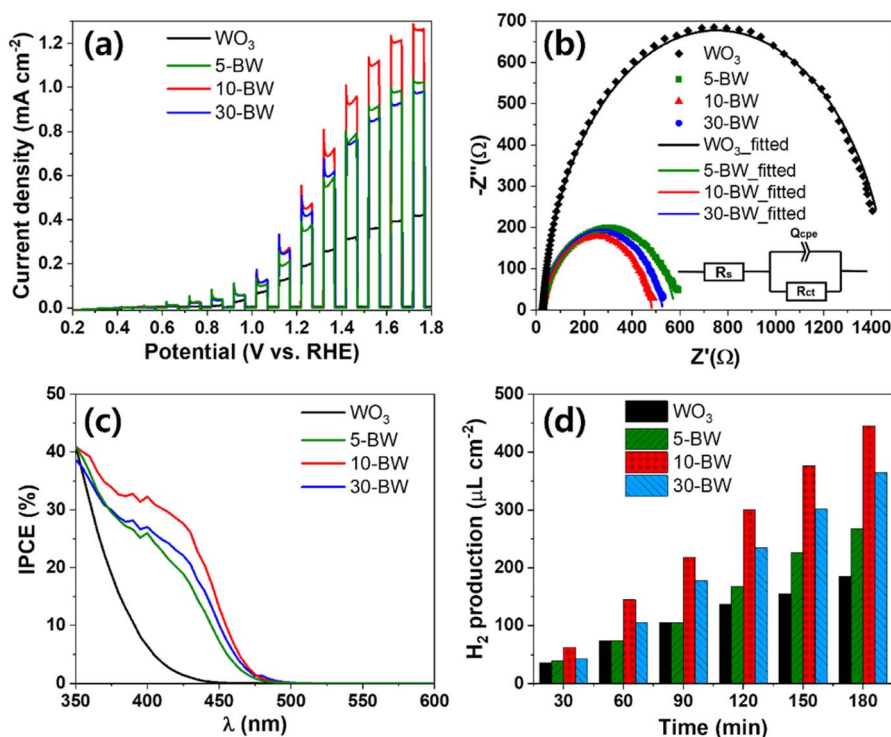 (a)
WO₃
5-BW
10-BW
30-BW
Current density (mA cm⁻²)
1.2
1.0
0.8
0.6
0.4
0.2
0.0
0.2 0.4 0.6 0.8 1.0 1.2 1.4 1.6 1.8
Potential (V vs. RHE)
(b)
WO₃
5-BW
10-BW
30-BW
WO₃_fitted
5-BW_fitted
10-BW_fitted
30-BW_fitted
Rs
Qcpe
Rct
-Z''(Ω)
-700
600
500
400
300
200
100
0
0 200 400 600 800 1000 1200 1400
Z'(Ω)
(c)
WO₃
5-BW
10-BW
30-BW
IPCE (%)
50
40
30
20
10
0
350 400 450 500 550 600
λ (nm)
(d)
WO₃
5-BW
10-BW
30-BW
H₂ production (μL cm⁻²)
500
400
300
200
100
0
30 60 90 120 150 180
Time (min)